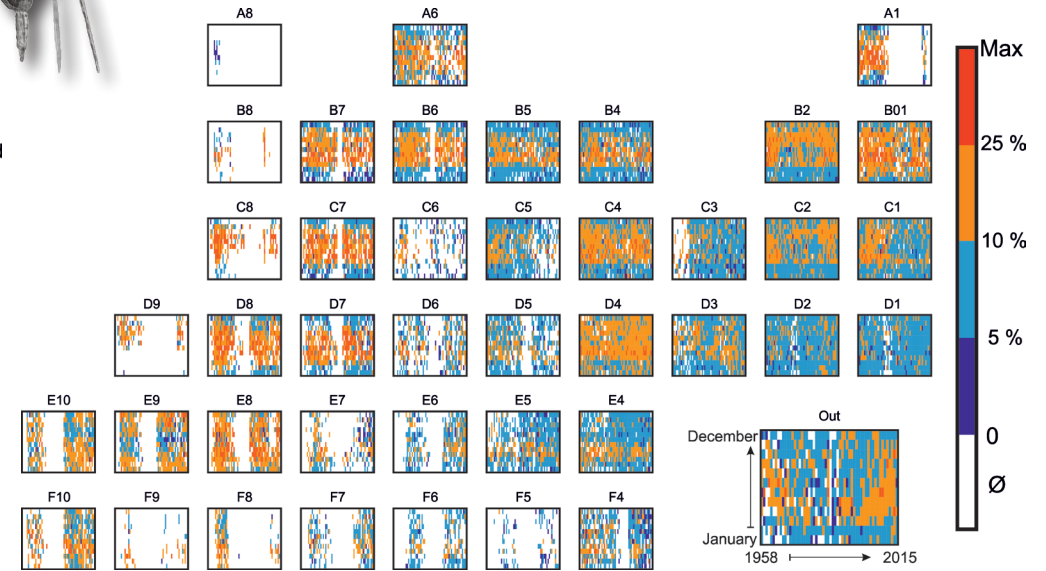 A8 A6 A1
Max
B8 B7 B6 B5 B4 B2 B01
25 %
C8 C7 C6 C5 C4 C3 C2 C1
10 %
D9 D8 D7 D6 D5 D4 D3 D2 D1
5 %
E10 E9 E8 E7 E6 E5 E4
Out
December
0
Ø
F10 F9 F8 F7 F6 F5 F4
January
1958 2015